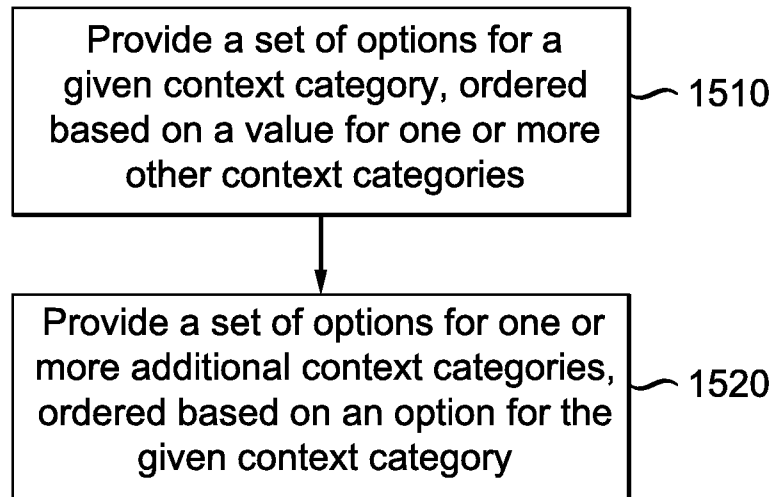 Provide a set of options for a
given context category, ordered
based on a value for one or more
other context categories
1510
Provide a set of options for one or
more additional context categories,
ordered based on an option for the
given context category
1520